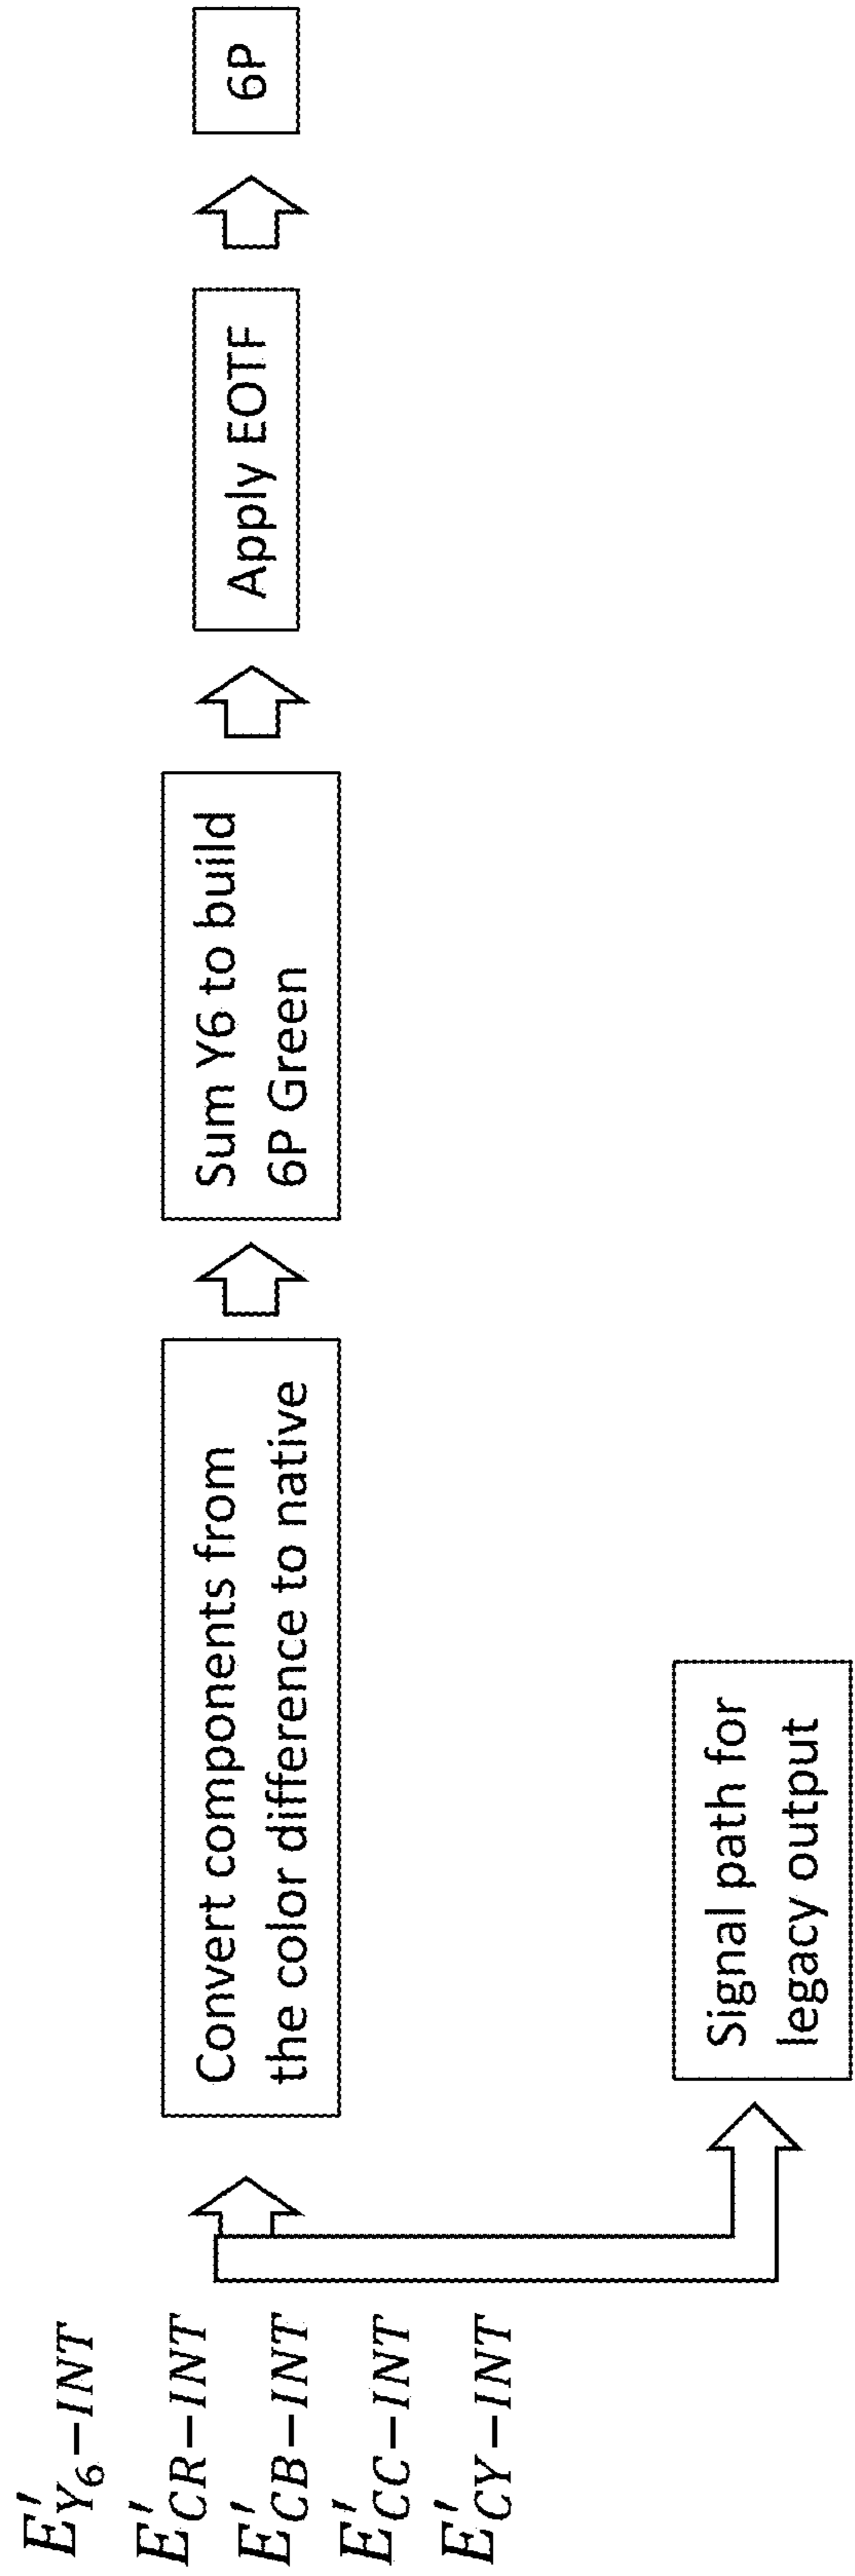 E'_{Y_6-INT}
E'_{CR-INT}
E'_{CB-INT}
E'_{CC-INT}
E'_{CY-INT}
Convert components from
the color difference to native
Sum Y6 to build
6P Green
Apply EOTF
6P
Signal path for
legacy output